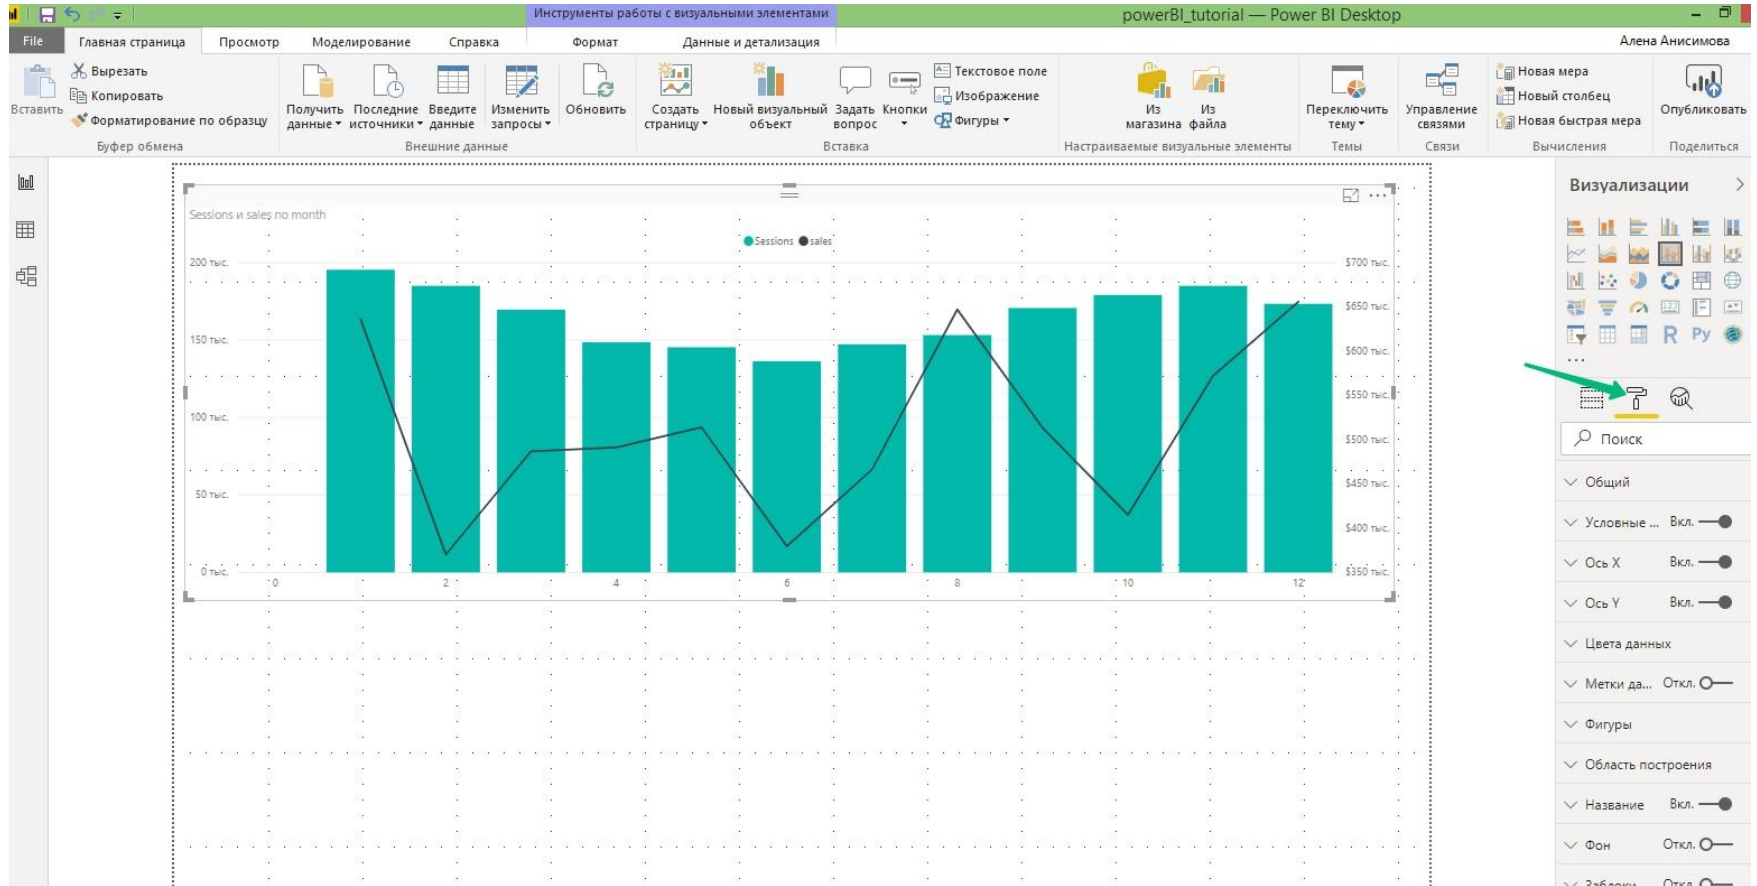 Инструменты работы с визуальными элементами
powerBI_tutorial — Power BI Desktop
File Главная страница Просмотр Моделирование Справка Формат Данные и детализация Алена Анисимова
Вставить
Вырезать
Копировать
Форматирование по образцу
Буфер обмена
Получить данные
Последние источники
Введите данные
Изменить запросы
Обновить
Внешние данные
Создать страницу
Новый визуальный объект
Задать вопрос
Кнопки
Текстовое поле
Изображение
Фигуры
Вставка
Из магазина
Из файла
Настраиваемые визуальные элементы
Переключить тему
Темы
Управление связями
Связи
Новая мера
Новый столбец
Новая быстрая мера
Вычисления
Опубликовать
Поделиться
Sessions и sales по month
Sessions sales
200 тыс.
150 тыс.
100 тыс.
50 тыс.
0 тыс.
$700 тыс.
$650 тыс.
$600 тыс.
$550 тыс.
$500 тыс.
$450 тыс.
$400 тыс.
$350 тыс.
0 2 4 6 8 10 12
Визуализации
123
R Py
Поиск
Общий
Условные ... Вкл.
Ось X Вкл.
Ось Y Вкл.
Цвета данных
Метки да... Откл.
Фигуры
Область построения
Название Вкл.
Фон Откл.